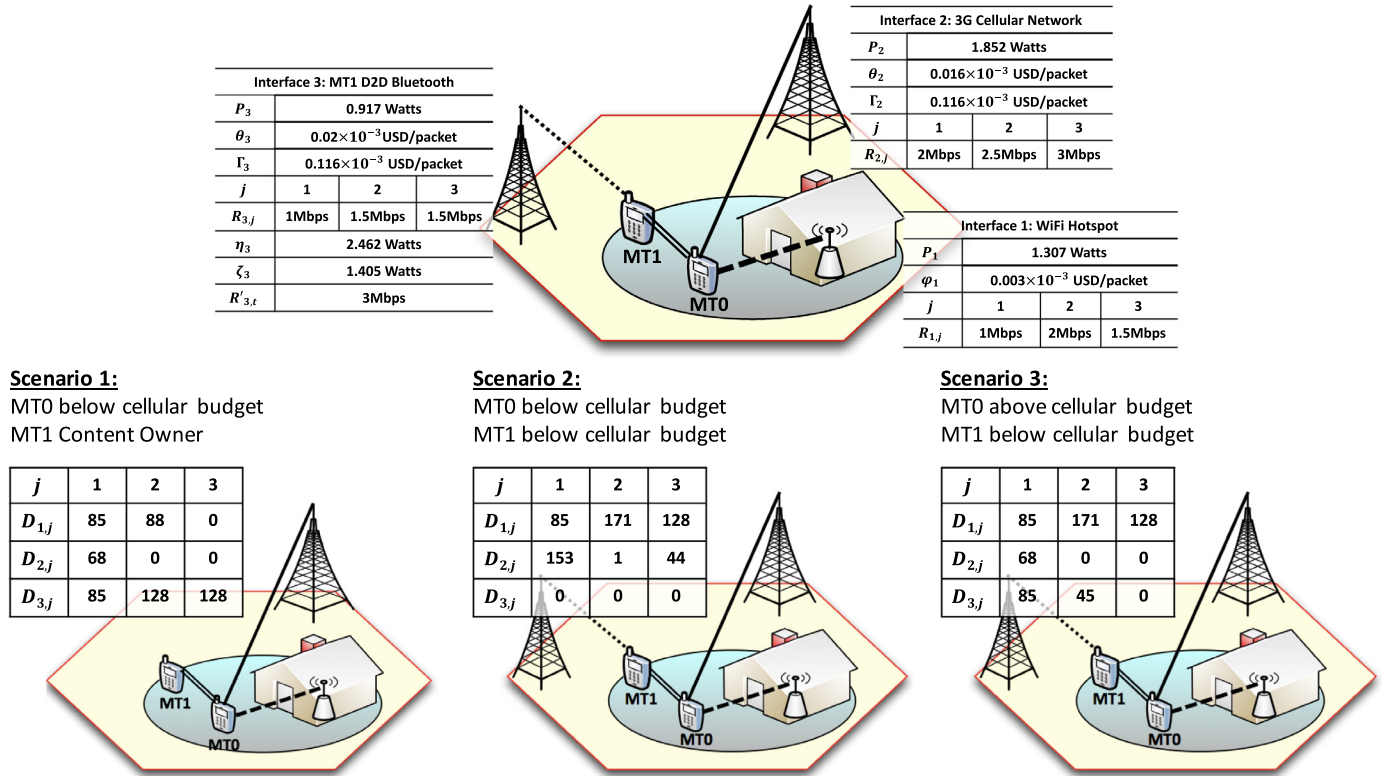 Interface 2: 3G Cellular Network
P₂ 1.852 Watts
θ₂ 0.016×10⁻³ USD/packet
Γ₂ 0.116×10⁻³ USD/packet
j 1 2 3
R₂,ⱼ 2Mbps 2.5Mbps 3Mbps
Interface 3: MT1 D2D Bluetooth
P₃ 0.917 Watts
θ₃ 0.02×10⁻³USD/packet
Γ₃ 0.116×10⁻³ USD/packet
j 1 2 3
R₃,ⱼ 1Mbps 1.5Mbps 1.5Mbps
η₃ 2.462 Watts
ζ₃ 1.405 Watts
R'₃,ₜ 3Mbps
Interface 1: WiFi Hotspot
P₁ 1.307 Watts
φ₁ 0.003×10⁻³ USD/packet
j 1 2 3
R₁,ⱼ 1Mbps 2Mbps 1.5Mbps
MT1
MT0
Scenario 1:
MT0 below cellular budget
MT1 Content Owner
j 1 2 3
D₁,ⱼ 85 88 0
D₂,ⱼ 68 0 0
D₃,ⱼ 85 128 128
MT1
MT0
Scenario 2:
MT0 below cellular budget
MT1 below cellular budget
j 1 2 3
D₁,ⱼ 85 171 128
D₂,ⱼ 153 1 44
D₃,ⱼ 0 0 0
MT1
MT0
Scenario 3:
MT0 above cellular budget
MT1 below cellular budget
j 1 2 3
D₁,ⱼ 85 171 128
D₂,ⱼ 68 0 0
D₃,ⱼ 85 45 0
MT1
MT0